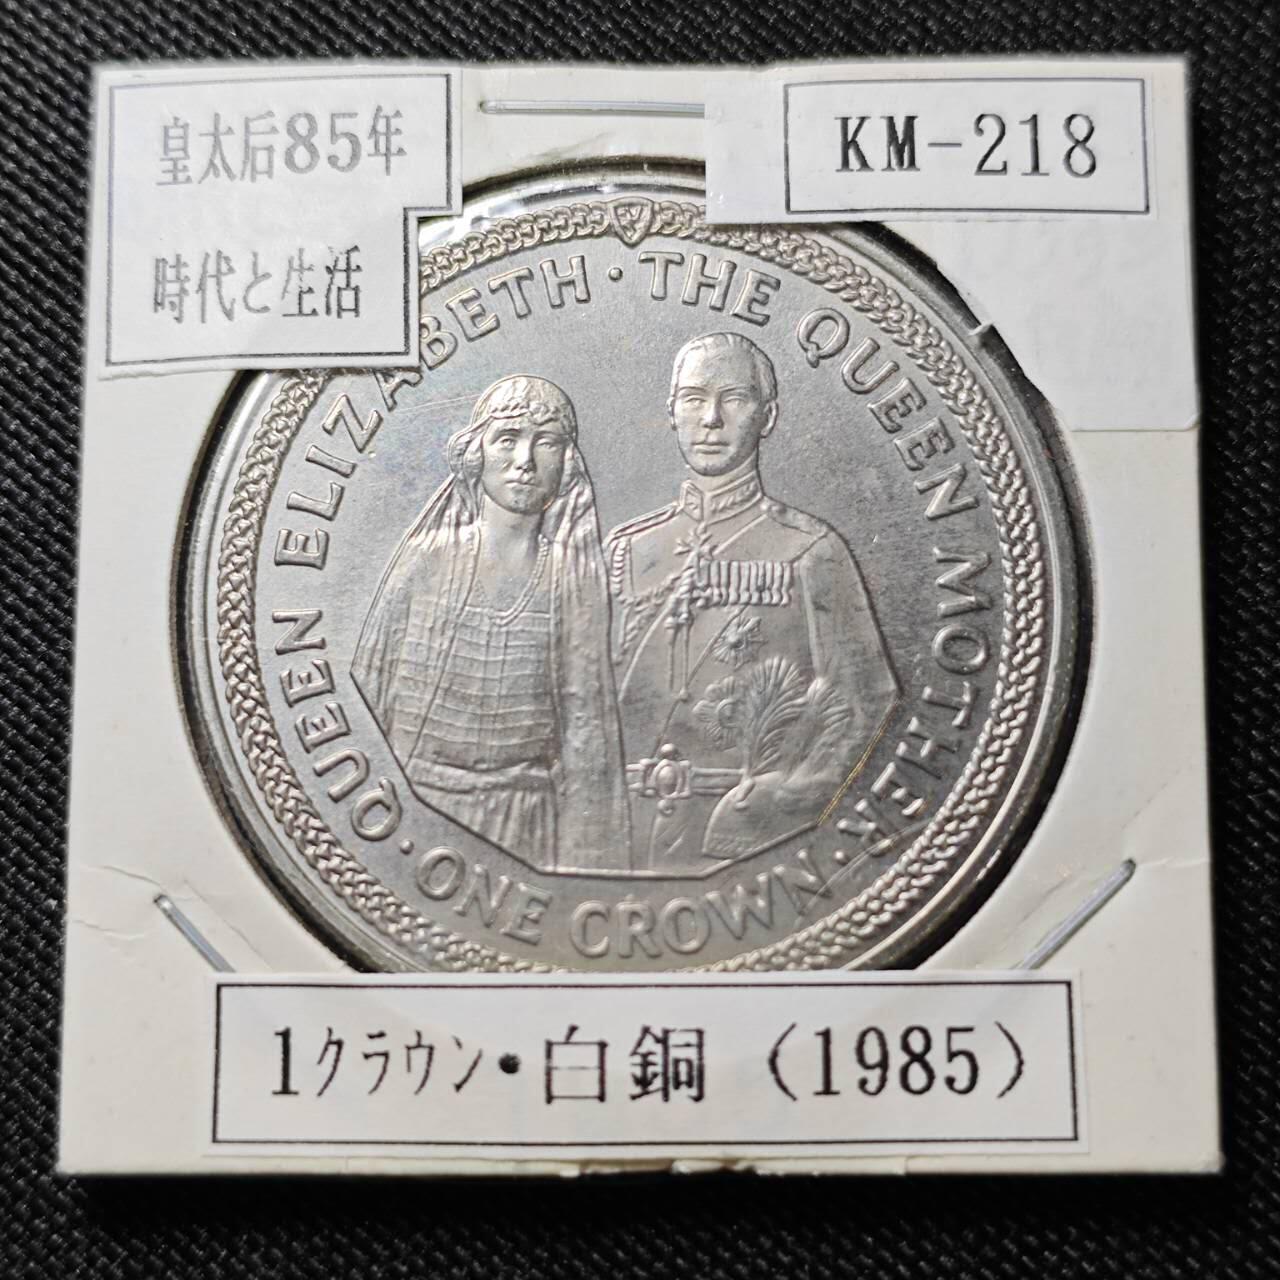 皇太后85年
時代と生活
KM-218
QUEEN ELIZABETH · THE QUEEN MOTHER ·
ONE CROWN ·
1クラウン・白銅（1985）